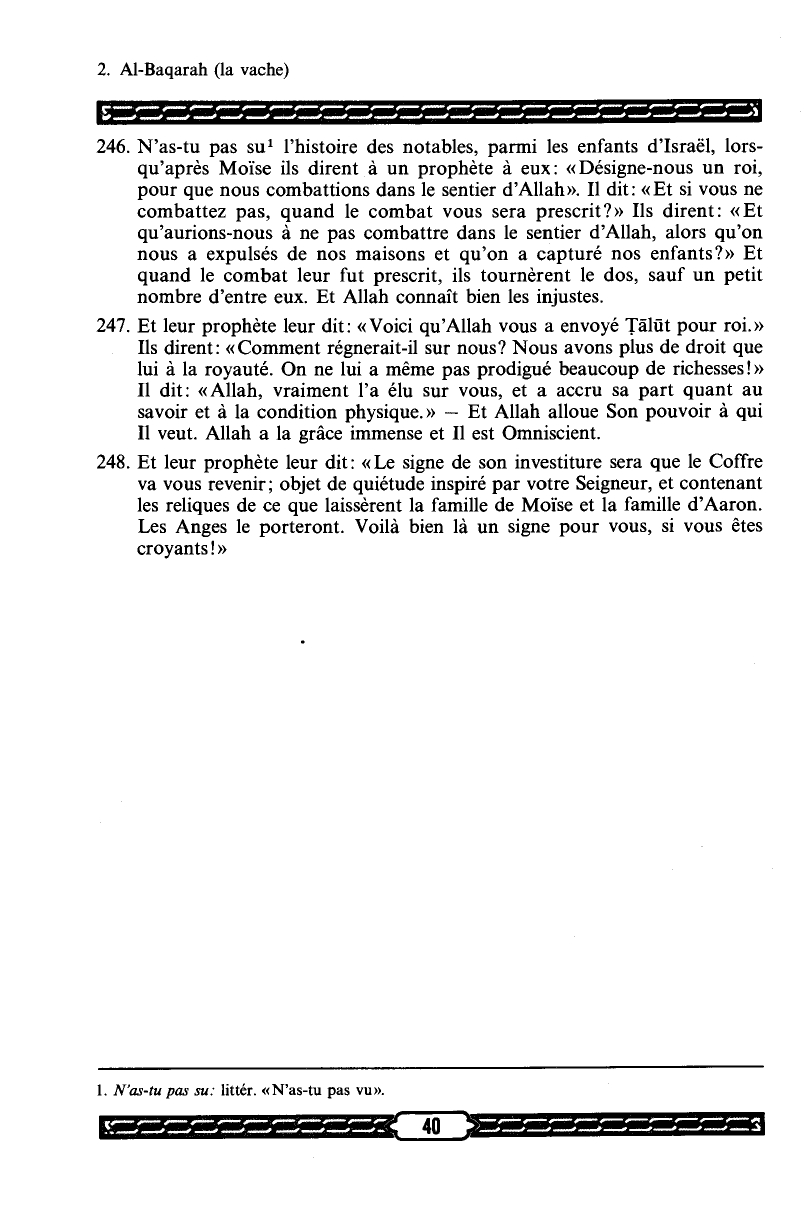 2. Al-Baqarah (la vache)
246. N'as-tu pas su¹ l'histoire des notables, parmi les enfants d'Israël, lors-
qu'après Moïse ils dirent à un prophète à eux: «Désigne-nous un roi,
pour que nous combattions dans le sentier d'Allah». Il dit: «Et si vous ne
combattez pas, quand le combat vous sera prescrit?» Ils dirent: «Et
qu'aurions-nous à ne pas combattre dans le sentier d'Allah, alors qu'on
nous a expulsés de nos maisons et qu'on a capturé nos enfants?» Et
quand le combat leur fut prescrit, ils tournèrent le dos, sauf un petit
nombre d'entre eux. Et Allah connaît bien les injustes.
247. Et leur prophète leur dit: «Voici qu'Allah vous a envoyé Ṭālūt pour roi.»
Ils dirent: «Comment régnerait-il sur nous? Nous avons plus de droit que
lui à la royauté. On ne lui a même pas prodigué beaucoup de richesses!»
Il dit: «Allah, vraiment l'a élu sur vous, et a accru sa part quant au
savoir et à la condition physique.» — Et Allah alloue Son pouvoir à qui
Il veut. Allah a la grâce immense et Il est Omniscient.
248. Et leur prophète leur dit: «Le signe de son investiture sera que le Coffre
va vous revenir; objet de quiétude inspiré par votre Seigneur, et contenant
les reliques de ce que laissèrent la famille de Moïse et la famille d'Aaron.
Les Anges le porteront. Voilà bien là un signe pour vous, si vous êtes
croyants!»
1. N'as-tu pas su: littér. «N'as-tu pas vu».
40